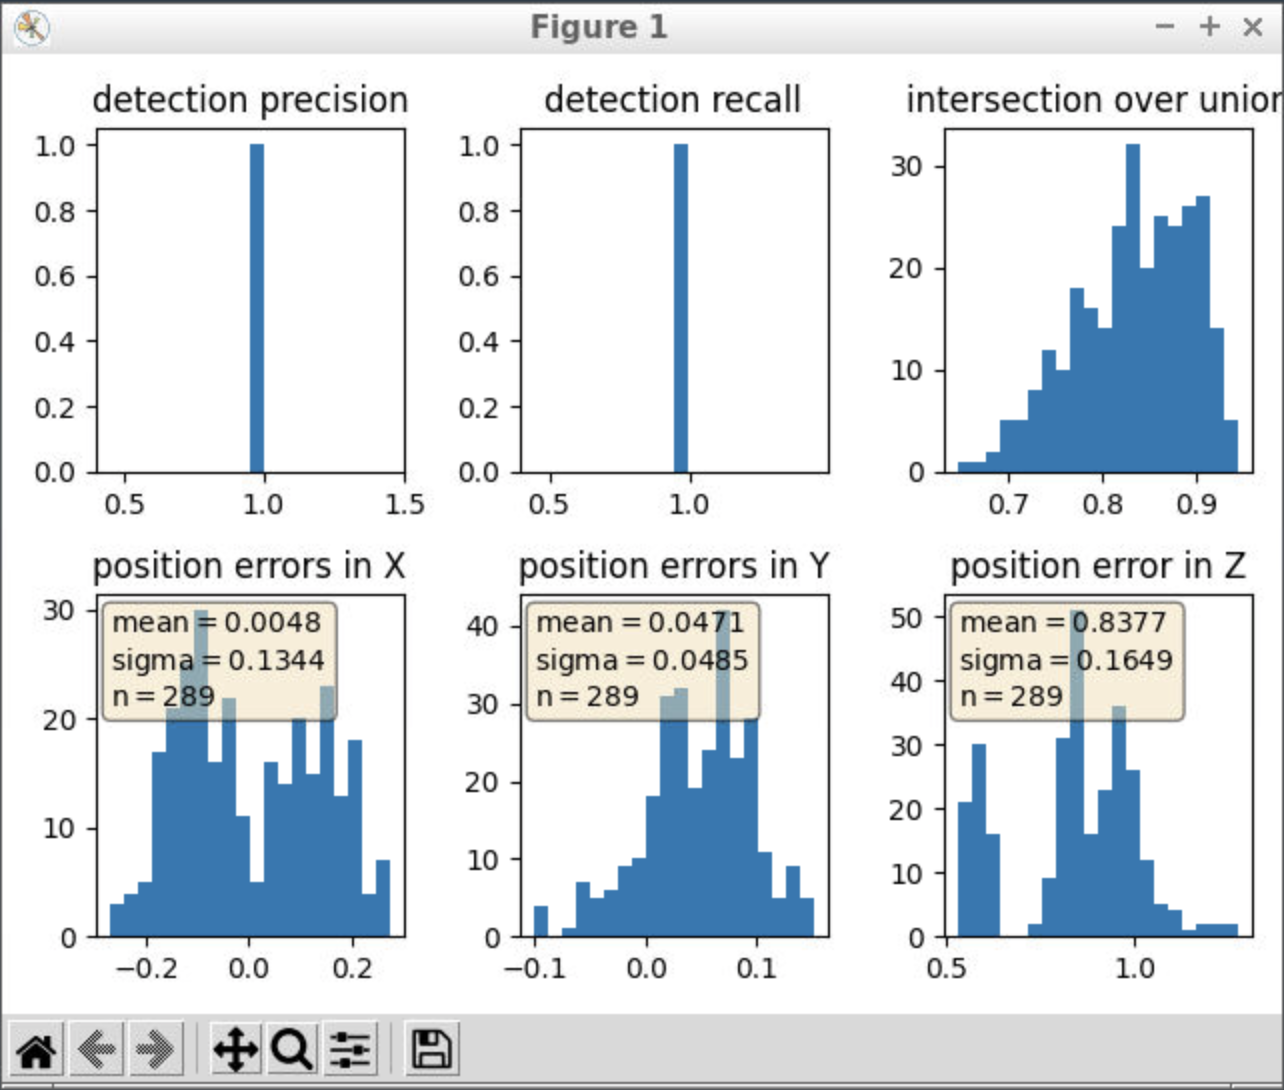 Figure 1
detection precision
1.0
0.8
0.6
0.4
0.2
0.0
0.5 1.0 1.5
detection recall
1.0
0.8
0.6
0.4
0.2
0.0
0.5 1.0
intersection over union
30
20
10
0
0.7 0.8 0.9
position errors in X
30
20
10
0
mean = 0.0048
sigma = 0.1344
n = 289
−0.2 0.0 0.2
position errors in Y
40
30
20
10
0
mean = 0.0471
sigma = 0.0485
n = 289
−0.1 0.0 0.1
position error in Z
50
40
30
20
10
0
mean = 0.8377
sigma = 0.1649
n = 289
0.5 1.0